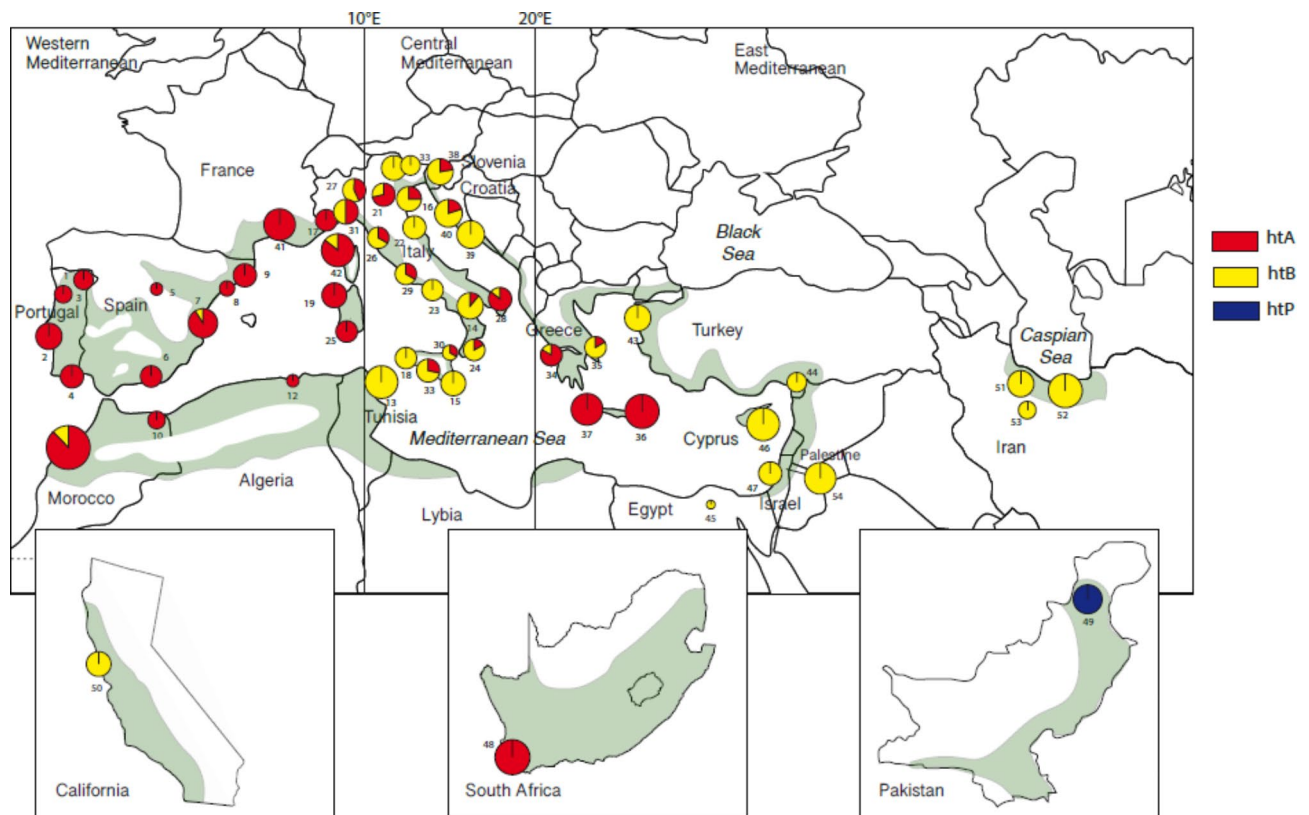 10°E
20°E
Western
Mediterranean
Central
Mediterranean
East
Mediterranean
France
Slovenia
Croatia
Italy
Portugal
Spain
Greece
Turkey
Black
Sea
Caspian
Sea
Tunisia
Mediterranean Sea
Cyprus
Palestine
Iran
Morocco
Algeria
Lybia
Egypt
Israel
1
2
3
4
5
6
7
8
9
10
12
13
14
15
16
17
18
19
21
22
23
24
25
26
27
28
29
30
31
33
33
34
35
36
37
38
39
40
41
42
43
44
45
46
47
51
52
53
54
htA
htB
htP
50
California
48
South Africa
49
Pakistan